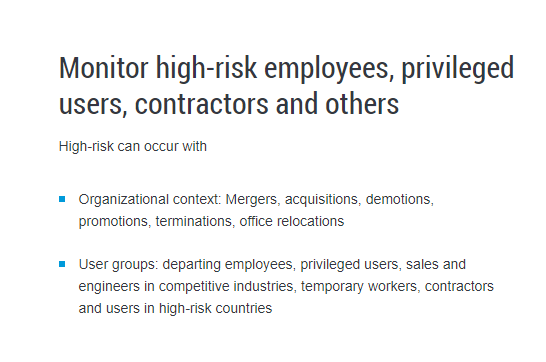 Monitor high-risk employees, privileged
users, contractors and others
High-risk can occur with
Organizational context: Mergers, acquisitions, demotions,
promotions, terminations, office relocations
User groups: departing employees, privileged users, sales and
engineers in competitive industries, temporary workers, contractors
and users in high-risk countries